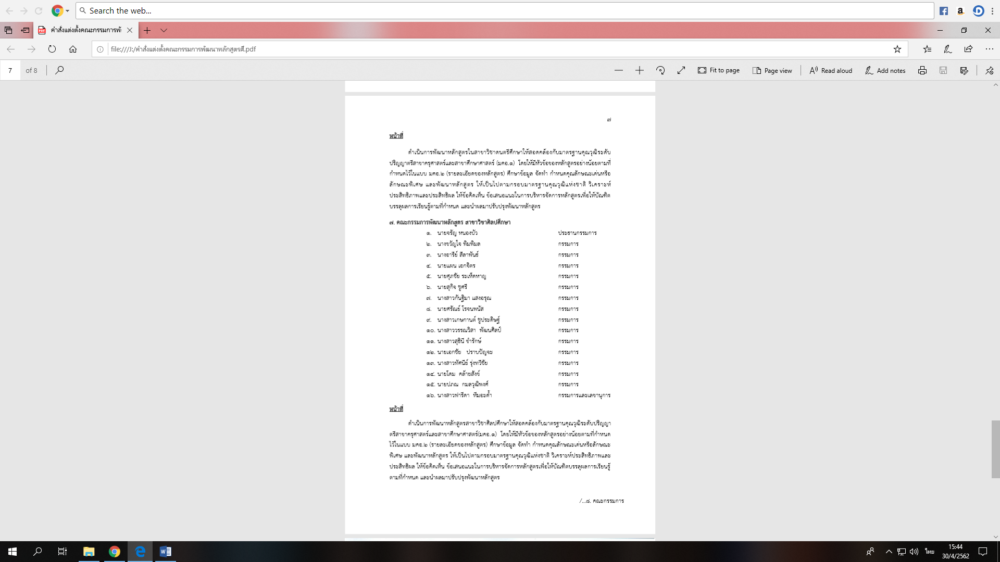 Search the web...
คำสั่งแต่งตั้งคณะกรรมการพั
file:///J:/คำสั่งแต่งตั้งคณะกรรมการพัฒนาหลักสูตรศึ.pdf
7 of 8 Fit to page Page view Read aloud Add notes
๗
หน้าที่
ดำเนินการพัฒนาหลักสูตรในสาขาวิชาดนตรีศึกษาให้สอดคล้องกับมาตรฐานคุณวุฒิระดับ
ปริญญาตรีสาขาครุศาสตร์และสาขาศึกษาศาสตร์ (มคอ.๑) โดยให้มีหัวข้อของหลักสูตรอย่างน้อยตามที่
กำหนดไว้ในแบบ มคอ.๒ (รายละเอียดของหลักสูตร) ศึกษาข้อมูล จัดทำ กำหนดคุณลักษณะเด่นหรือ
ลักษณะพิเศษ และพัฒนาหลักสูตร ให้เป็นไปตามกรอบมาตรฐานคุณวุฒิแห่งชาติ วิเคราะห์
ประสิทธิภาพและประสิทธิผล ให้ข้อคิดเห็น ข้อเสนอแนะในการบริหารจัดการหลักสูตรเพื่อให้บัณฑิต
บรรลุผลการเรียนรู้ตามที่กำหนด และนำผลมาปรับปรุงพัฒนาหลักสูตร
๗. คณะกรรมการพัฒนาหลักสูตร สาขาวิชาศิลปศึกษา
๑. นายจรัญ หนองบัว ประธานกรรมการ
๒. นางขวัญใจ พิมพิมล กรรมการ
๓. นางอารีย์ สีลาพันธ์ กรรมการ
๔. นายแผน เอกจิตร กรรมการ
๕. นายศุภชัย ระเห็ดหาญ กรรมการ
๖. นายสุกิจ ชูศรี กรรมการ
๗. นางสาวกันฐิมา แสงอรุณ กรรมการ
๘. นายศรัณย์ โรจนพนัส กรรมการ
๙. นางสาวเกษกานต์ ชูประดิษฐ์ กรรมการ
๑๐. นางสาววรรณวิสา พัฒนศิลป์ กรรมการ
๑๑. นางสาวสุธินี ขำรักษ์ กรรมการ
๑๒. นายเอกชัย ปราบปัญจะ กรรมการ
๑๓. นางสาวทัศนีย์ รุ่งทวีชัย กรรมการ
๑๔. นายโดม คล้ายสังข์ กรรมการ
๑๕. นายปภณ กมลวุฒิพงศ์ กรรมการ
๑๖. นางสาวฟารีดา หีมอะด้ำ กรรมการและเลขานุการ
หน้าที่
ดำเนินการพัฒนาหลักสูตรสาขาวิชาศิลปศึกษาให้สอดคล้องกับมาตรฐานคุณวุฒิระดับปริญญา
ตรีสาขาครุศาสตร์และสาขาศึกษาศาสตร์(มคอ.๑) โดยให้มีหัวข้อของหลักสูตรอย่างน้อยตามที่กำหนด
ไว้ในแบบ มคอ.๒ (รายละเอียดของหลักสูตร) ศึกษาข้อมูล จัดทำ กำหนดคุณลักษณะเด่นหรือลักษณะ
พิเศษ และพัฒนาหลักสูตร ให้เป็นไปตามกรอบมาตรฐานคุณวุฒิแห่งชาติ วิเคราะห์ประสิทธิภาพและ
ประสิทธิผล ให้ข้อคิดเห็น ข้อเสนอแนะในการบริหารจัดการหลักสูตรเพื่อให้บัณฑิตบรรลุผลการเรียนรู้
ตามที่กำหนด และนำผลมาปรับปรุงพัฒนาหลักสูตร
/...๘. คณะกรรมการ
ไทย
15:44
30/4/2562